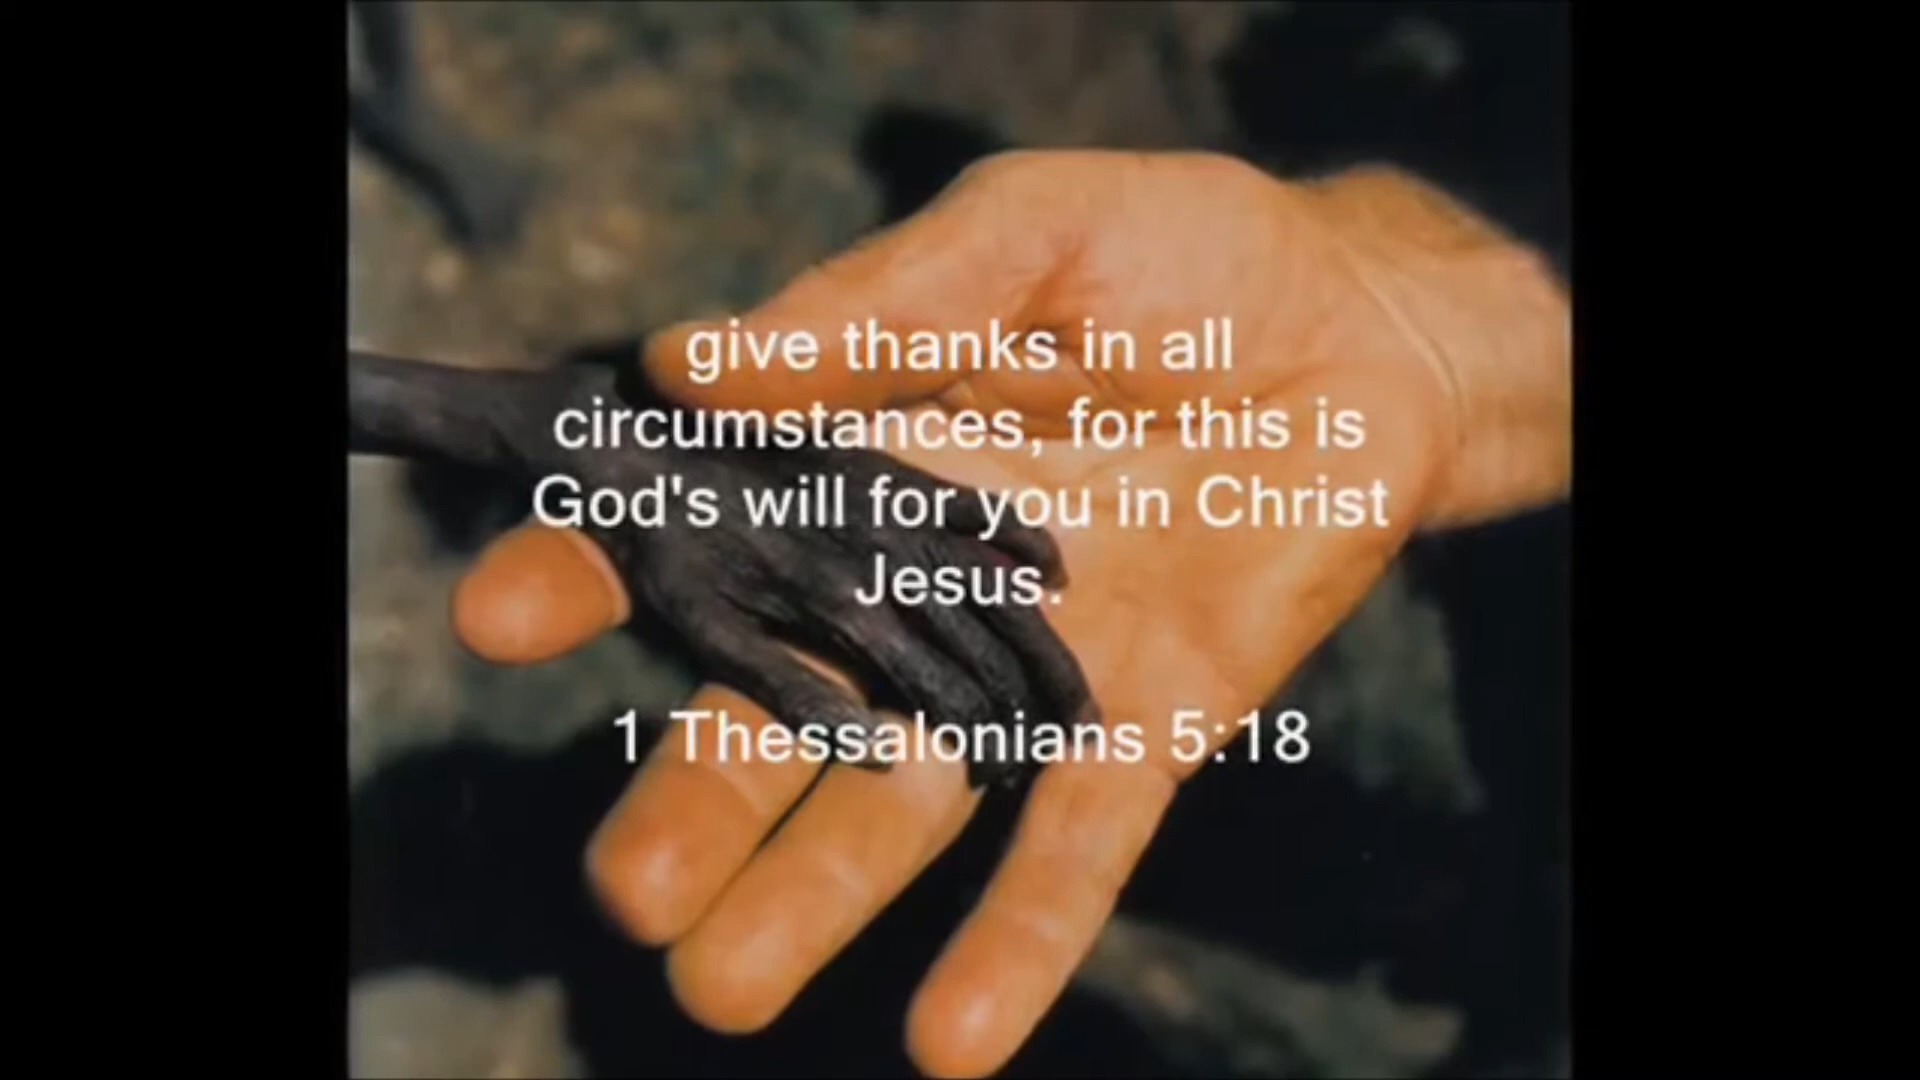 give thanks in all
circumstances, for this is
God's will for you in Christ
Jesus.
1 Thessalonians 5:18